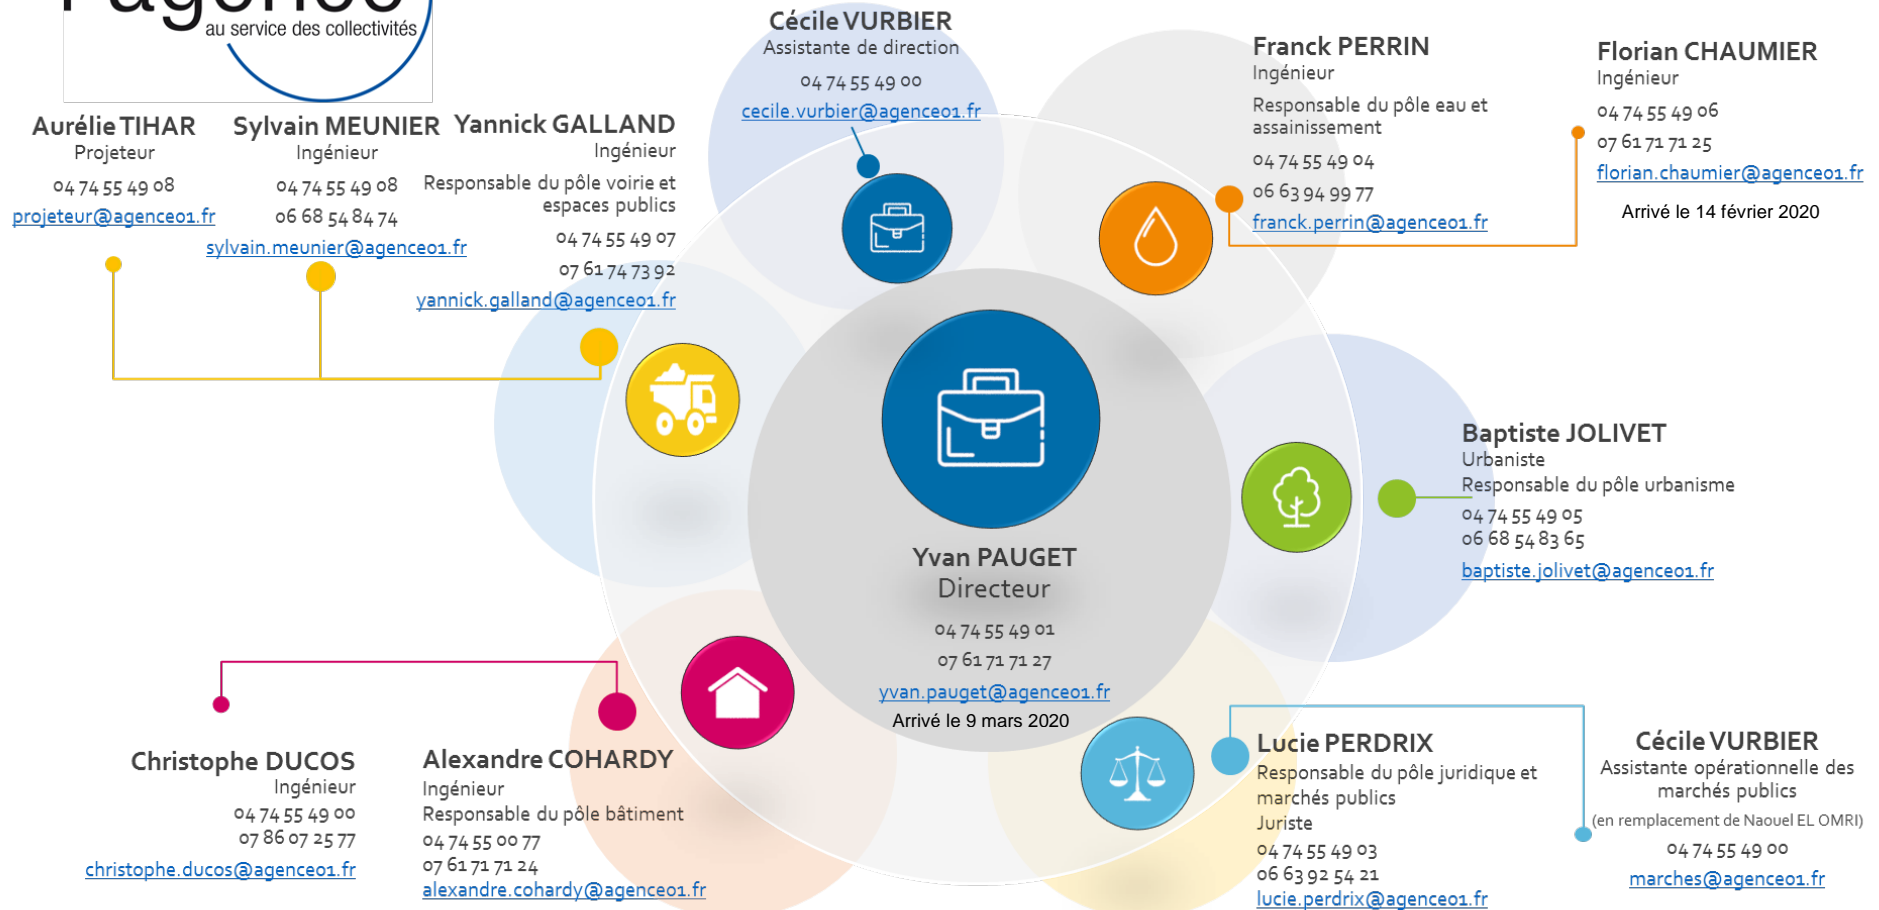 l'agence
au service des collectivités
Aurélie TIHAR
Projeteur
04 74 55 49 08
projeteur@agence01.fr
Sylvain MEUNIER
Ingénieur
04 74 55 49 08
06 68 54 84 74
sylvain.meunier@agence01.fr
Yannick GALLAND
Ingénieur
Responsable du pôle voirie et
espaces publics
04 74 55 49 07
07 61 74 73 92
yannick.galland@agence01.fr
Cécile VURBIER
Assistante de direction
04 74 55 49 00
cecile.vurbier@agence01.fr
Franck PERRIN
Ingénieur
Responsable du pôle eau et
assainissement
04 74 55 49 04
06 63 94 99 77
franck.perrin@agence01.fr
Florian CHAUMIER
Ingénieur
04 74 55 49 06
07 61 71 71 25
florian.chaumier@agence01.fr
Arrivé le 14 février 2020
Baptiste JOLIVET
Urbaniste
Responsable du pôle urbanisme
04 74 55 49 05
06 68 54 83 65
baptiste.jolivet@agence01.fr
Yvan PAUGET
Directeur
04 74 55 49 01
07 61 71 71 27
yvan.pauget@agence01.fr
Arrivé le 9 mars 2020
Christophe DUCOS
Ingénieur
04 74 55 49 00
07 86 07 25 77
christophe.ducos@agence01.fr
Alexandre COHARDY
Ingénieur
Responsable du pôle bâtiment
04 74 55 00 77
07 61 71 71 24
alexandre.cohardy@agence01.fr
Lucie PERDRIX
Responsable du pôle juridique et
marchés publics
Juriste
04 74 55 49 03
06 63 92 54 21
lucie.perdrix@agence01.fr
Cécile VURBIER
Assistante opérationnelle des
marchés publics
(en remplacement de Naouel EL OMRI)
04 74 55 49 00
marches@agence01.fr